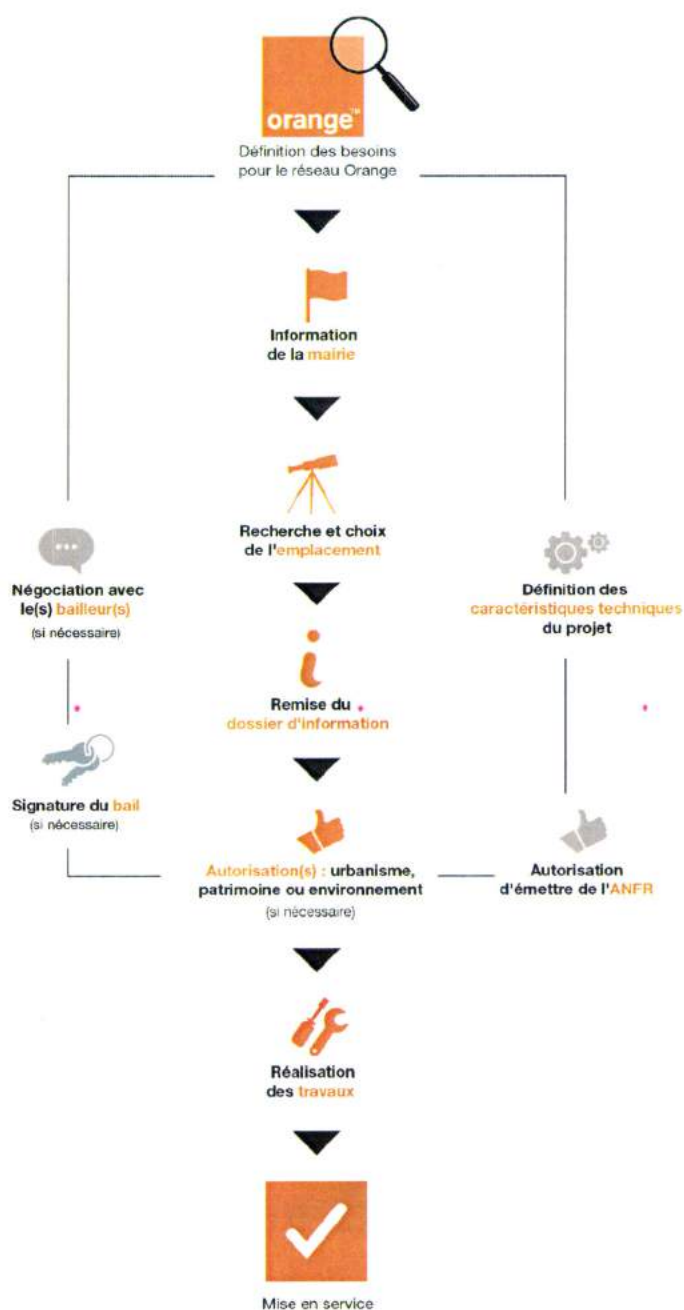 orange™
Définition des besoins
pour le réseau Orange
Information
de la mairie
Recherche et choix
de l'emplacement
Négociation avec
le(s) bailleur(s)
(si nécessaire)
Définition des
caractéristiques techniques
du projet
Remise du
dossier d'information
Signature du bail
(si nécessaire)
Autorisation(s) : urbanisme,
patrimoine ou environnement
(si nécessaire)
Autorisation
d'émettre de l'ANFR
Réalisation
des travaux
Mise en service